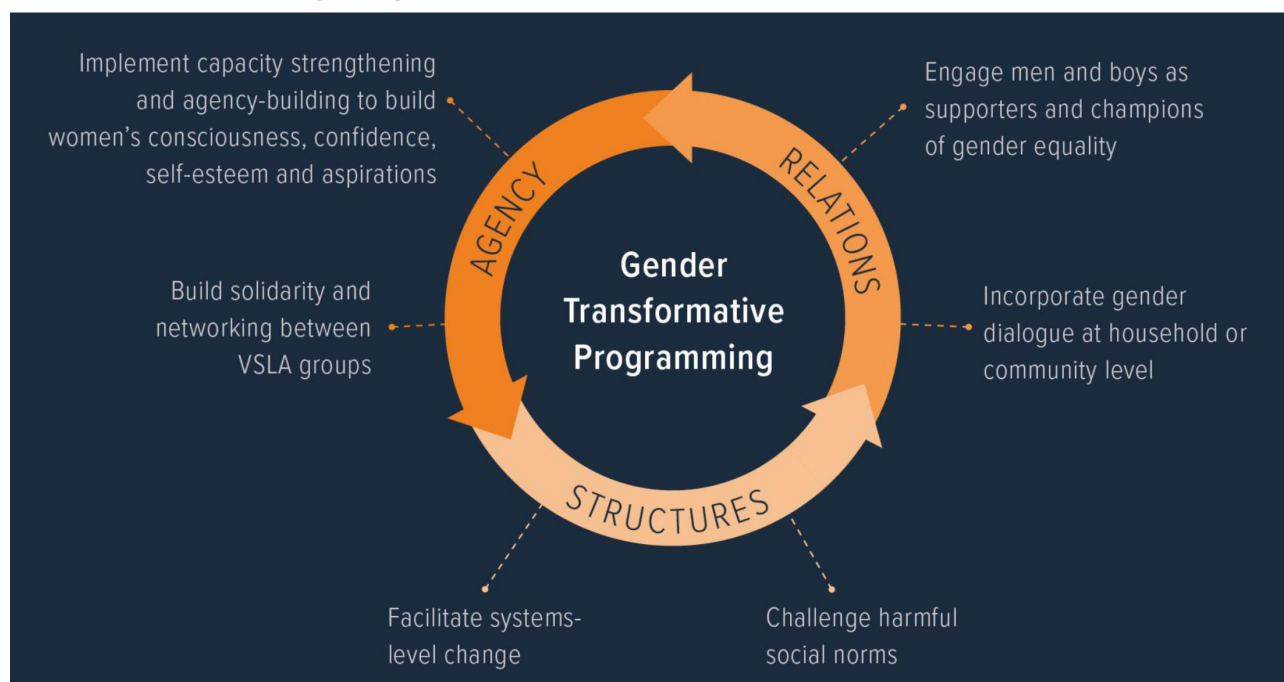 Implement capacity strengthening
and agency-building to build
women's consciousness, confidence,
self-esteem and aspirations
Engage men and boys as
supporters and champions
of gender equality
AGENCY
RELATIONS
Gender
Transformative
Programming
Build solidarity and
networking between
VSLA groups
Incorporate gender
dialogue at household or
community level
STRUCTURES
Facilitate systems-
level change
Challenge harmful
social norms